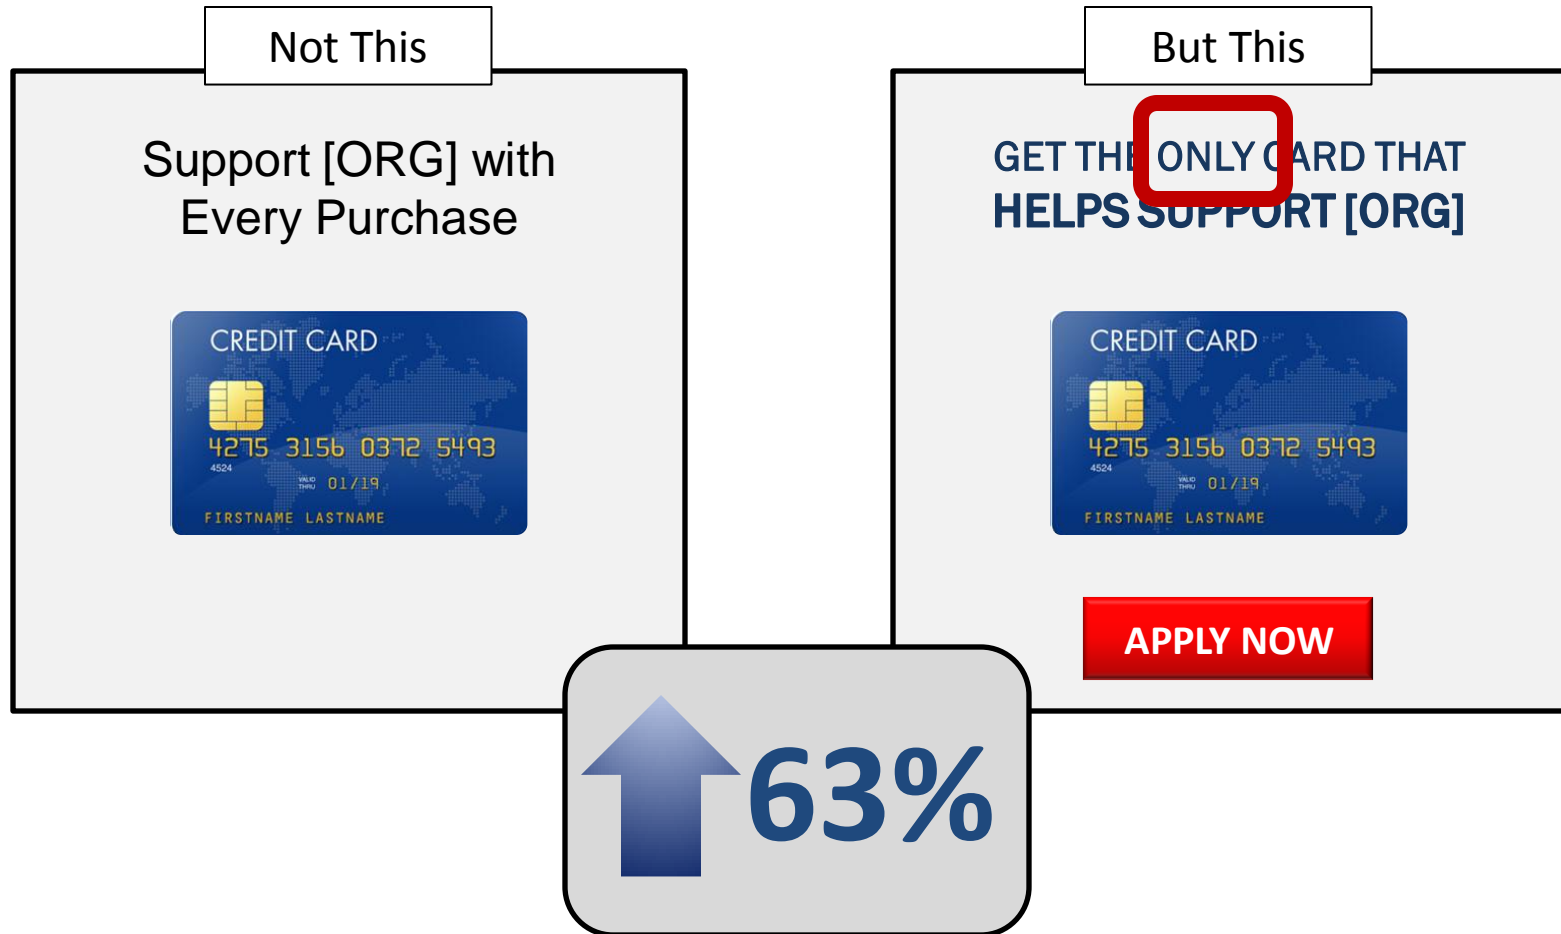 Not This
Support [ORG] with
Every Purchase
CREDIT CARD
4275 3156 0372 5493
4524
VALID
THRU 01/19
FIRSTNAME LASTNAME
But This
GET THE ONLY CARD THAT
HELPS SUPPORT [ORG]
CREDIT CARD
4275 3156 0372 5493
4524
VALID
THRU 01/19
FIRSTNAME LASTNAME
APPLY NOW
63%